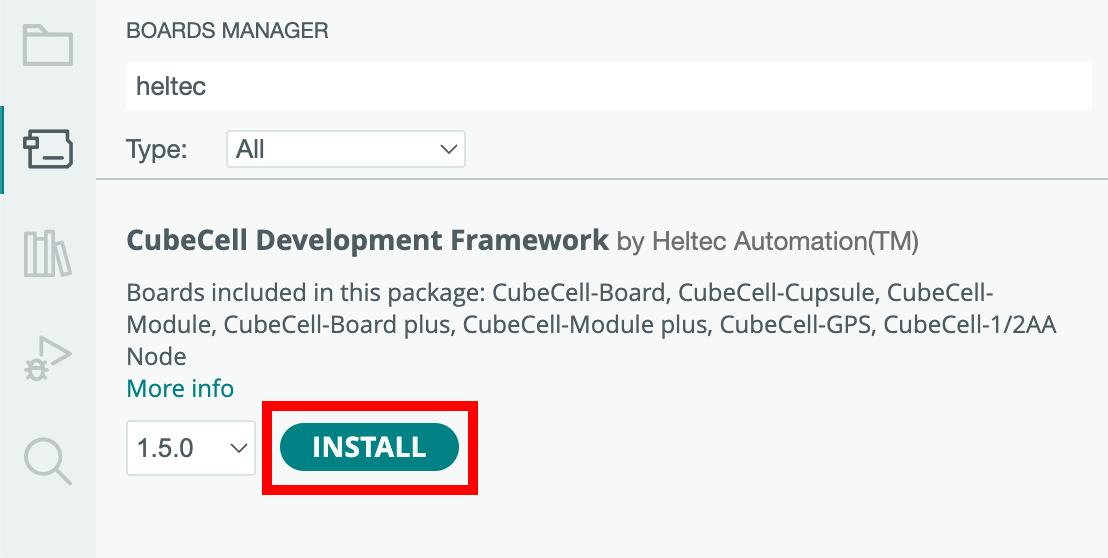 BOARDS MANAGER
heltec
Type: All
CubeCell Development Framework by Heltec Automation(TM)
Boards included in this package: CubeCell-Board, CubeCell-Cupsule, CubeCell-
Module, CubeCell-Board plus, CubeCell-Module plus, CubeCell-GPS, CubeCell-1/2AA
Node
More info
1.5.0 INSTALL